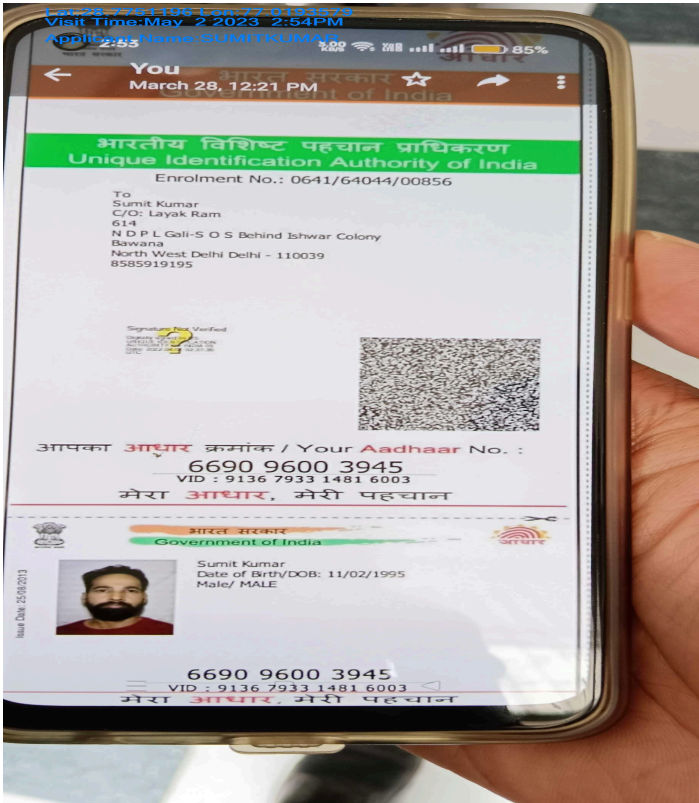 Visit Time:May 2 2023 2:54PM
Applicant Name SUMITKUMAR
2:53
5.00 KB/S
85%
You
March 28, 12:21 PM
भारत सरकार
Government of India
भारतीय विशिष्ट पहचान प्राधिकरण
Unique Identification Authority of India
Enrolment No.: 0641/64044/00856
To
Sumit Kumar
C/O: Layak Ram
614
N D P L Gali-S O S Behind Ishwar Colony
Bawana
North West Delhi Delhi - 110039
8585919195
Signature Not Verified
आपका आधार क्रमांक / Your Aadhaar No. :
6690 9600 3945
VID : 9136 7933 1481 6003
मेरा आधार, मेरी पहचान
भारत सरकार
Government of India
आधार
Issue Date: 25/08/2013
Sumit Kumar
Date of Birth/DOB: 11/02/1995
Male/ MALE
6690 9600 3945
VID : 9136 7933 1481 6003
मेरा आधार, मेरी पहचान